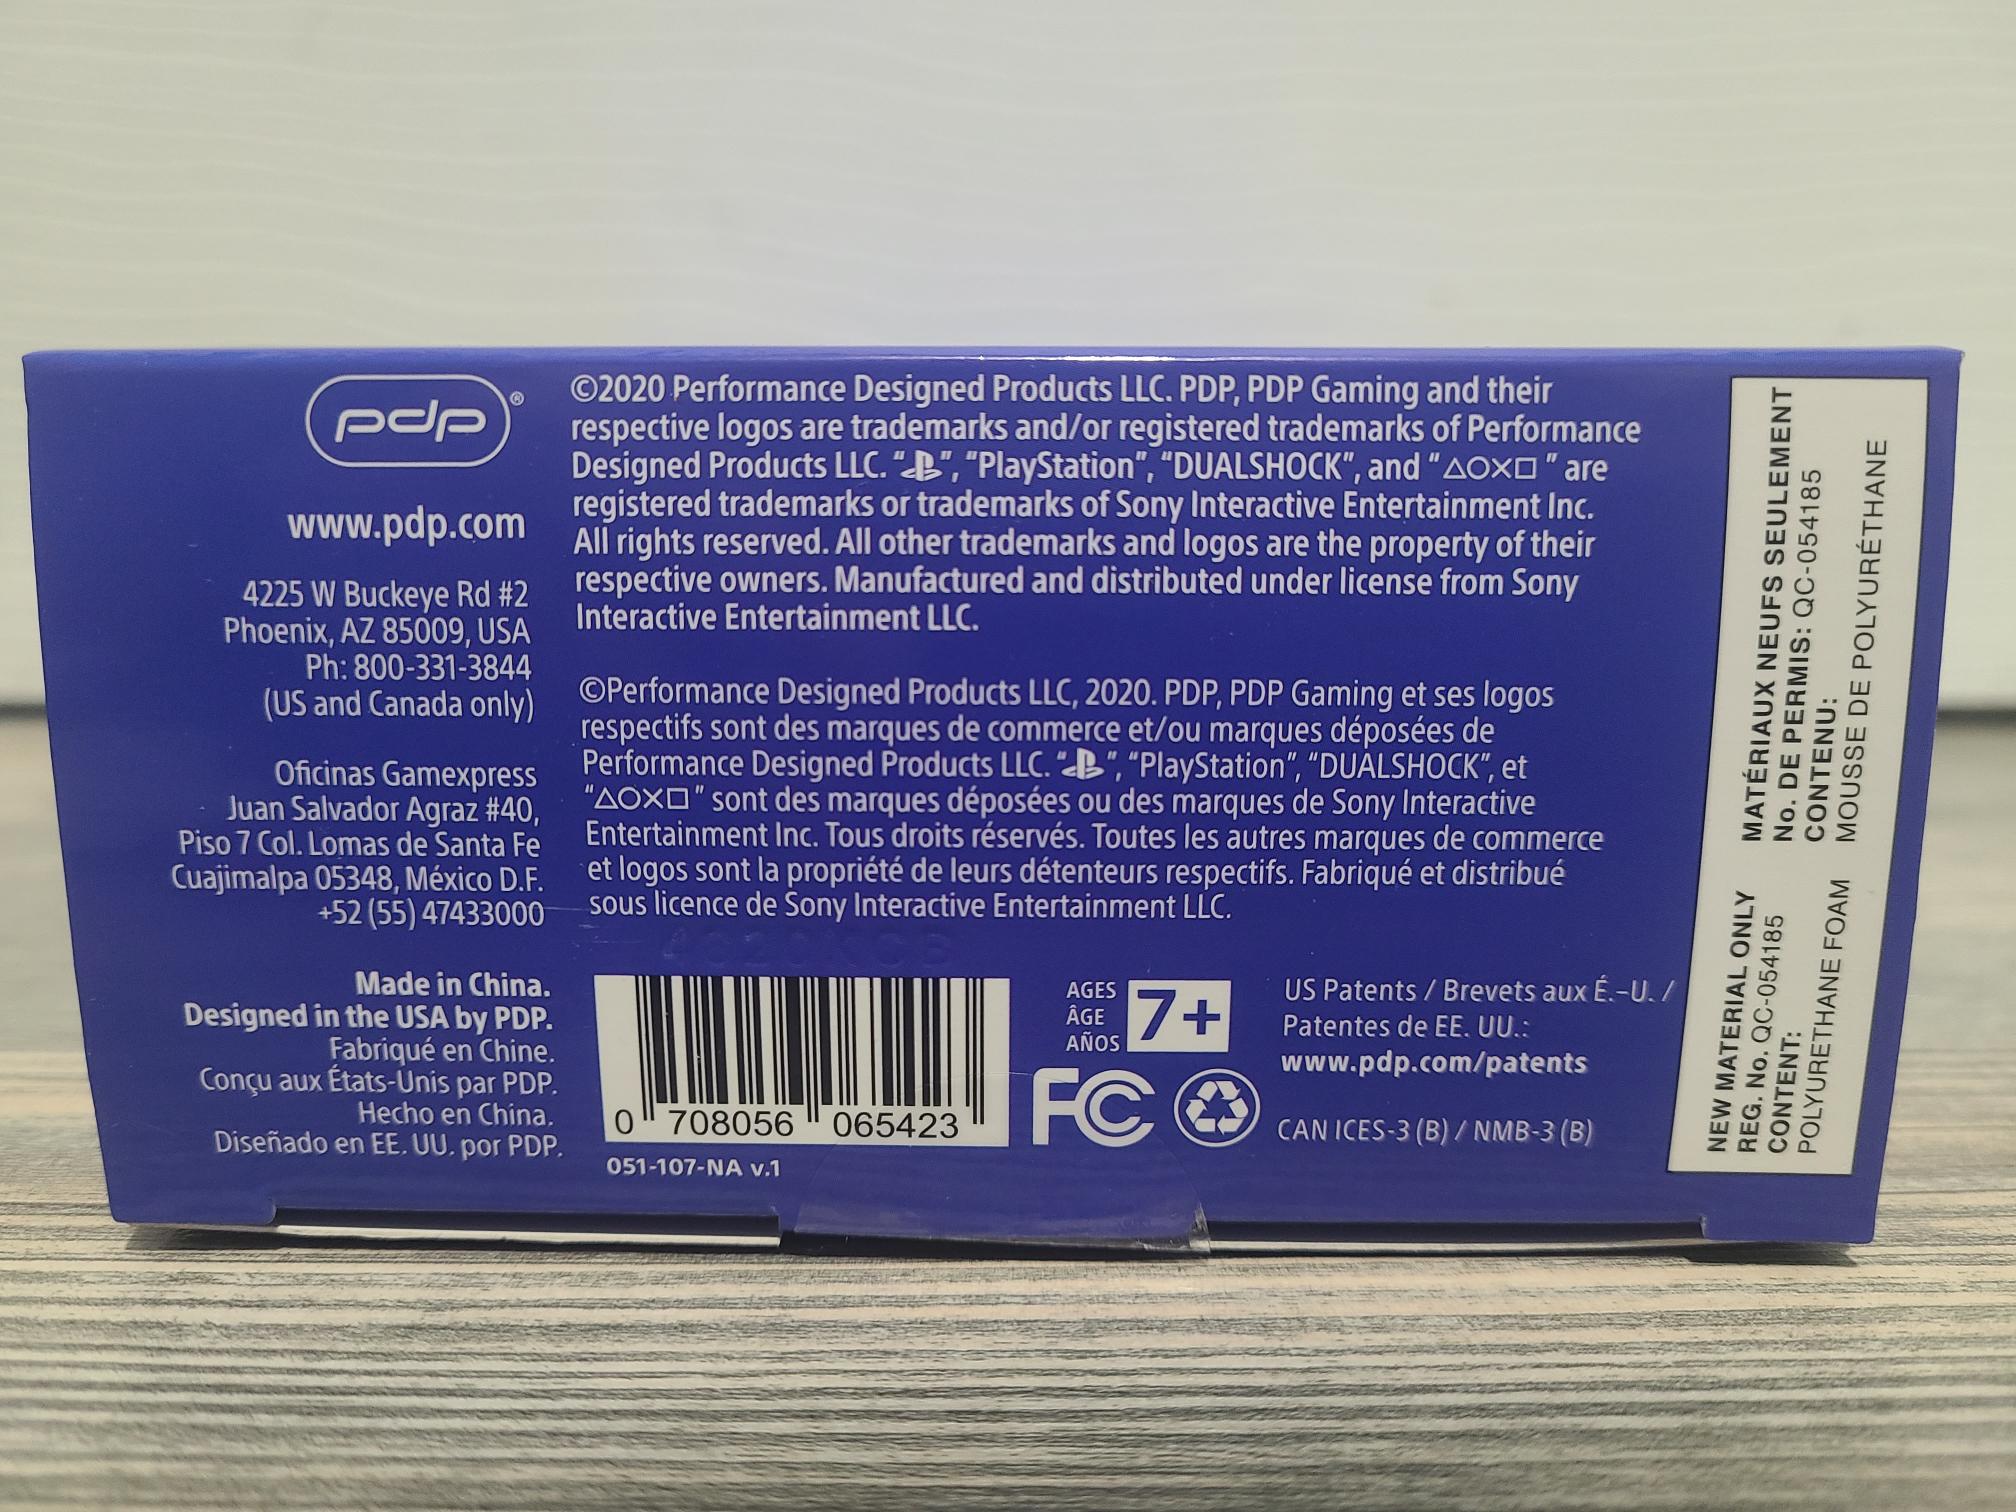 pdp®
www.pdp.com
4225 W Buckeye Rd #2
Phoenix, AZ 85009, USA
Ph: 800-331-3844
(US and Canada only)
Oficinas Gamexpress
Juan Salvador Agraz #40,
Piso 7 Col. Lomas de Santa Fe
Cuajimalpa 05348, México D.F.
+52 (55) 47433000
Made in China.
Designed in the USA by PDP.
Fabriqué en Chine.
Conçu aux États-Unis par PDP.
Hecho en China.
Diseñado en EE. UU. por PDP.
©2020 Performance Designed Products LLC. PDP, PDP Gaming and their
respective logos are trademarks and/or registered trademarks of Performance
Designed Products LLC. “ ”, “PlayStation”, “DUALSHOCK”, and “△○×□” are
registered trademarks or trademarks of Sony Interactive Entertainment Inc.
All rights reserved. All other trademarks and logos are the property of their
respective owners. Manufactured and distributed under license from Sony
Interactive Entertainment LLC.
©Performance Designed Products LLC, 2020. PDP, PDP Gaming et ses logos
respectifs sont des marques de commerce et/ou marques déposées de
Performance Designed Products LLC. “ ”, “PlayStation”, “DUALSHOCK”, et
“△○×□” sont des marques déposées ou des marques de Sony Interactive
Entertainment Inc. Tous droits réservés. Toutes les autres marques de commerce
et logos sont la propriété de leurs détenteurs respectifs. Fabriqué et distribué
sous licence de Sony Interactive Entertainment LLC.
0 708056 065423
051-107-NA v.1
AGES
ÂGE
AÑOS
7+
FC
US Patents / Brevets aux É.-U. /
Patentes de EE. UU.:
www.pdp.com/patents
CAN ICES-3 (B) / NMB-3 (B)
NEW MATERIAL ONLY
REG. No. QC-054185
CONTENT:
POLYURETHANE FOAM
MATÉRIAUX NEUFS SEULEMENT
No. DE PERMIS: QC-054185
CONTENU:
MOUSSE DE POLYURÉTHANE